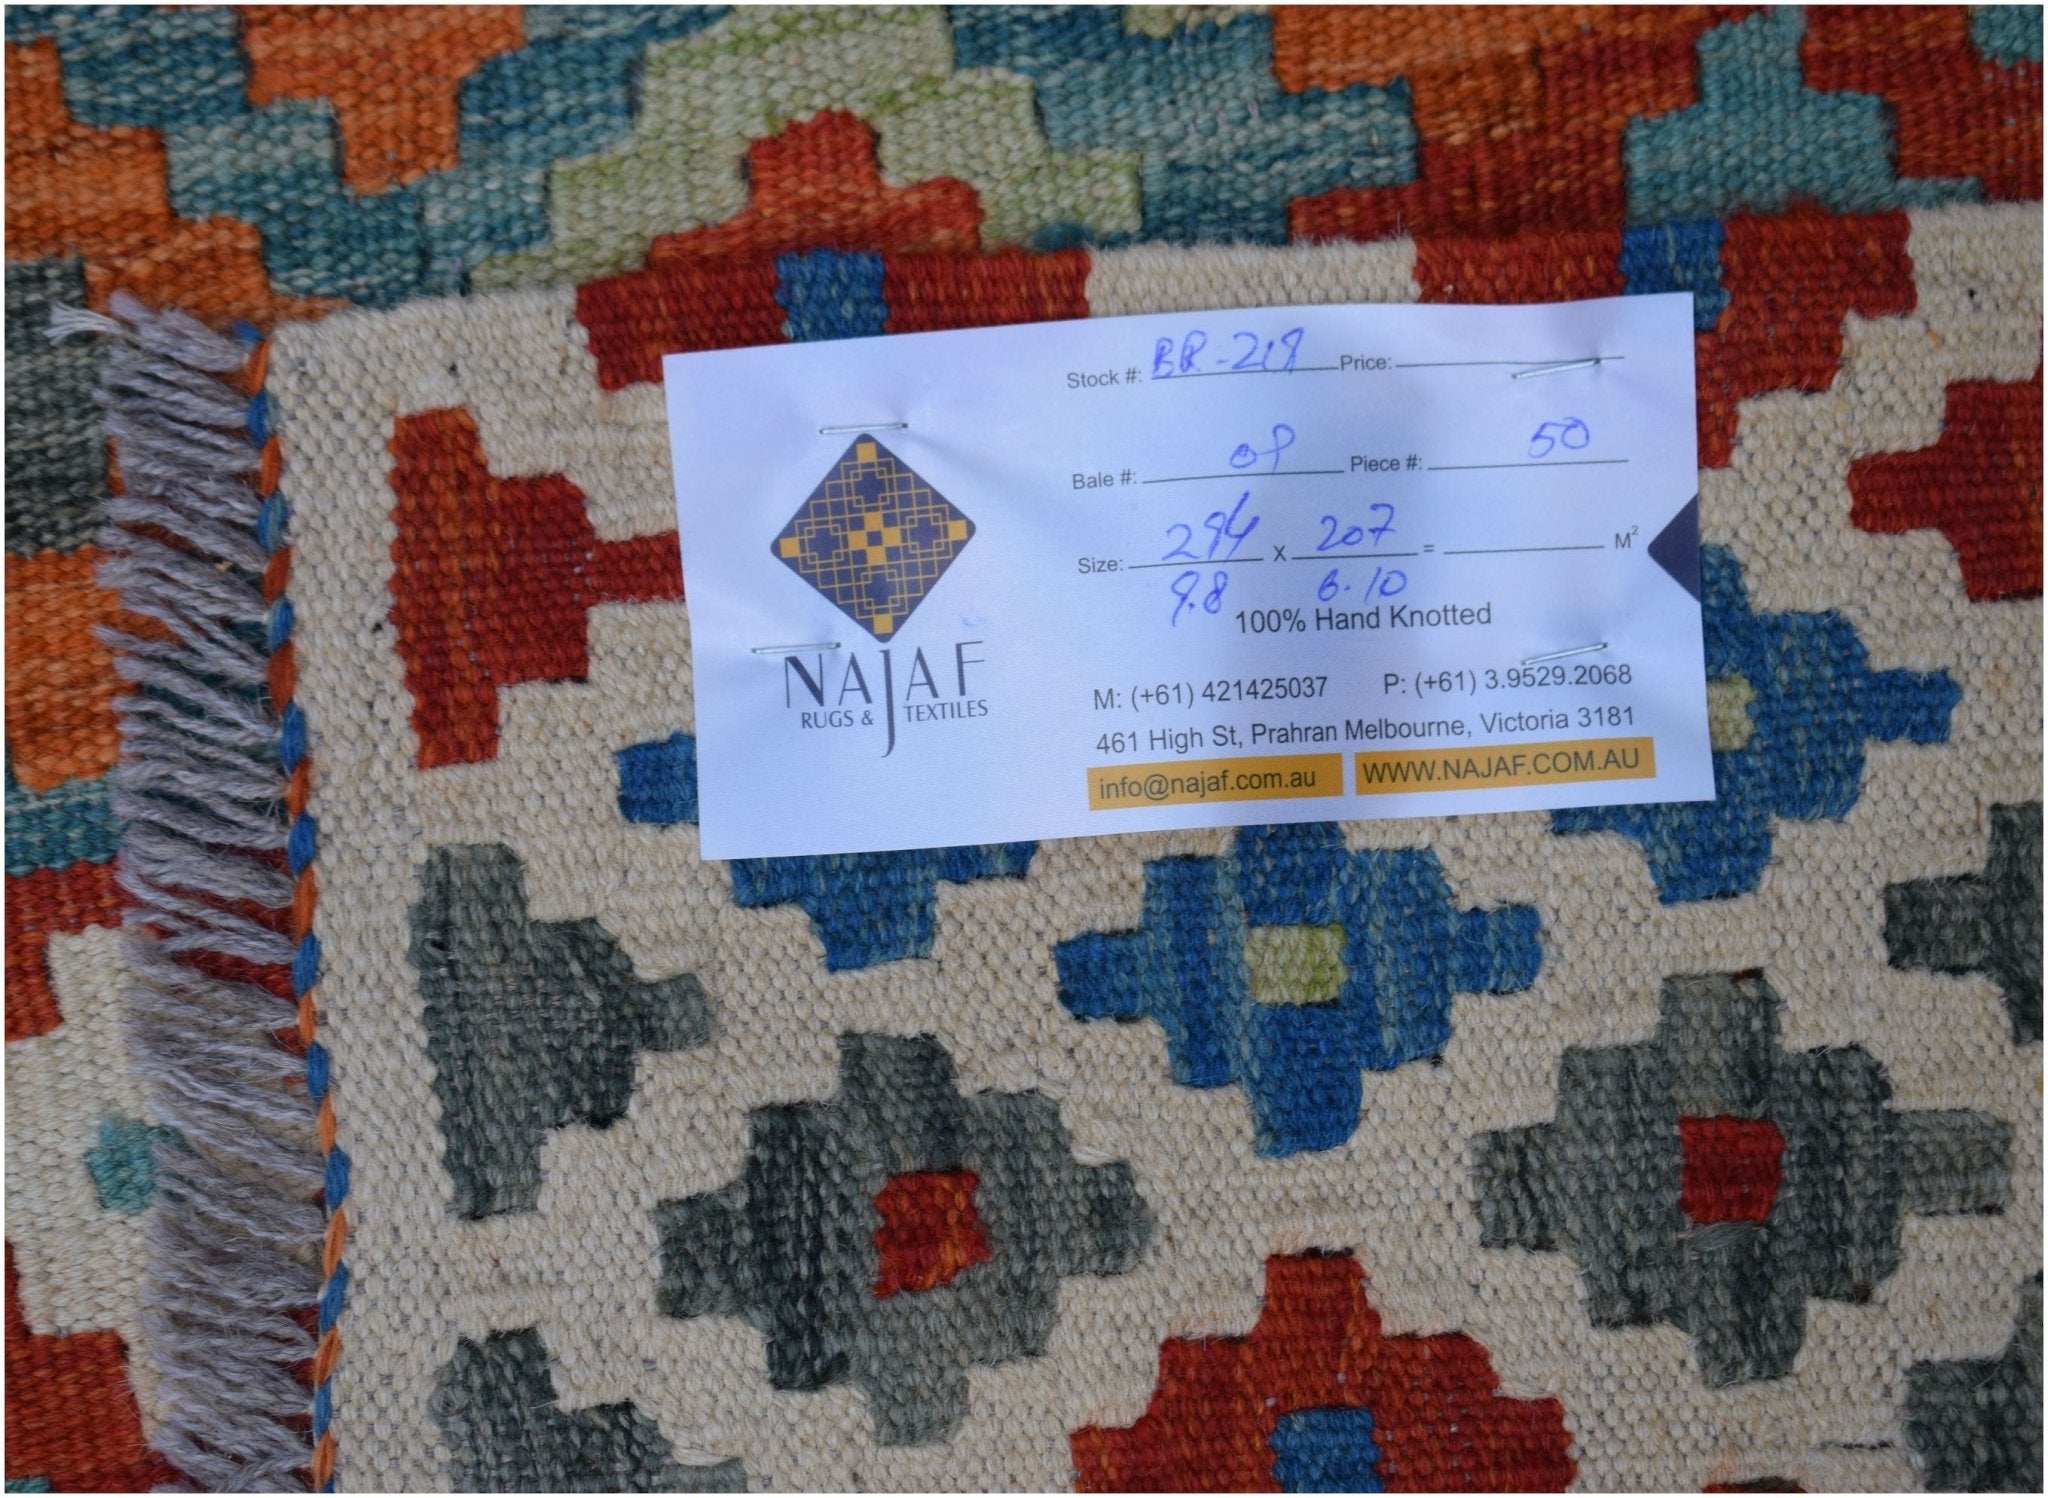 Stock #: BR-219 Price:
Bale #: 09 Piece #: 50
Size: 294 x 207 = M²
9.8 6.10
100% Hand Knotted
NAJAF
RUGS & TEXTILES
M: (+61) 421425037 P: (+61) 3.9529.2068
461 High St, Prahran Melbourne, Victoria 3181
info@najaf.com.au WWW.NAJAF.COM.AU